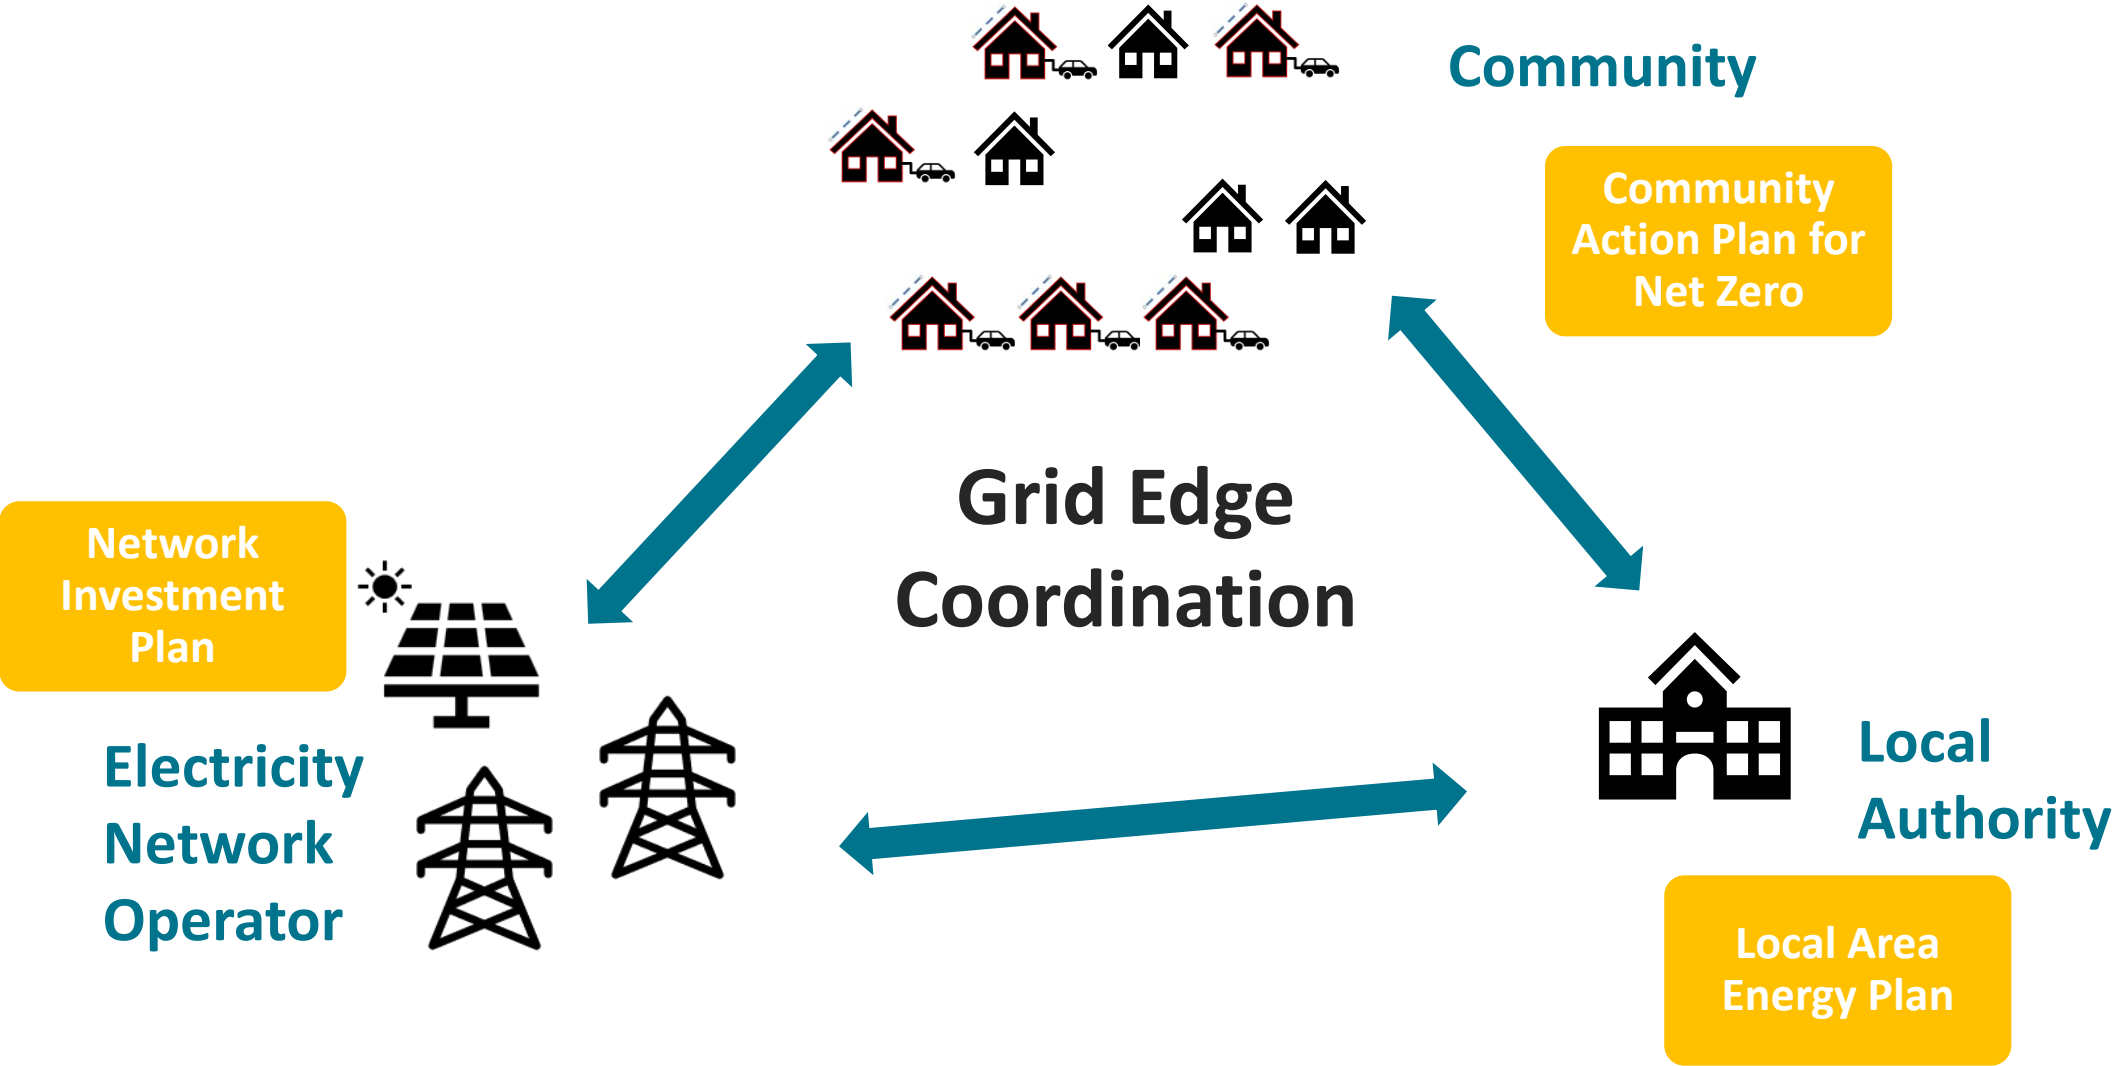 Community
Community
Action Plan for
Net Zero
Grid Edge
Coordination
Network
Investment
Plan
Electricity
Network
Operator
Local
Authority
Local Area
Energy Plan